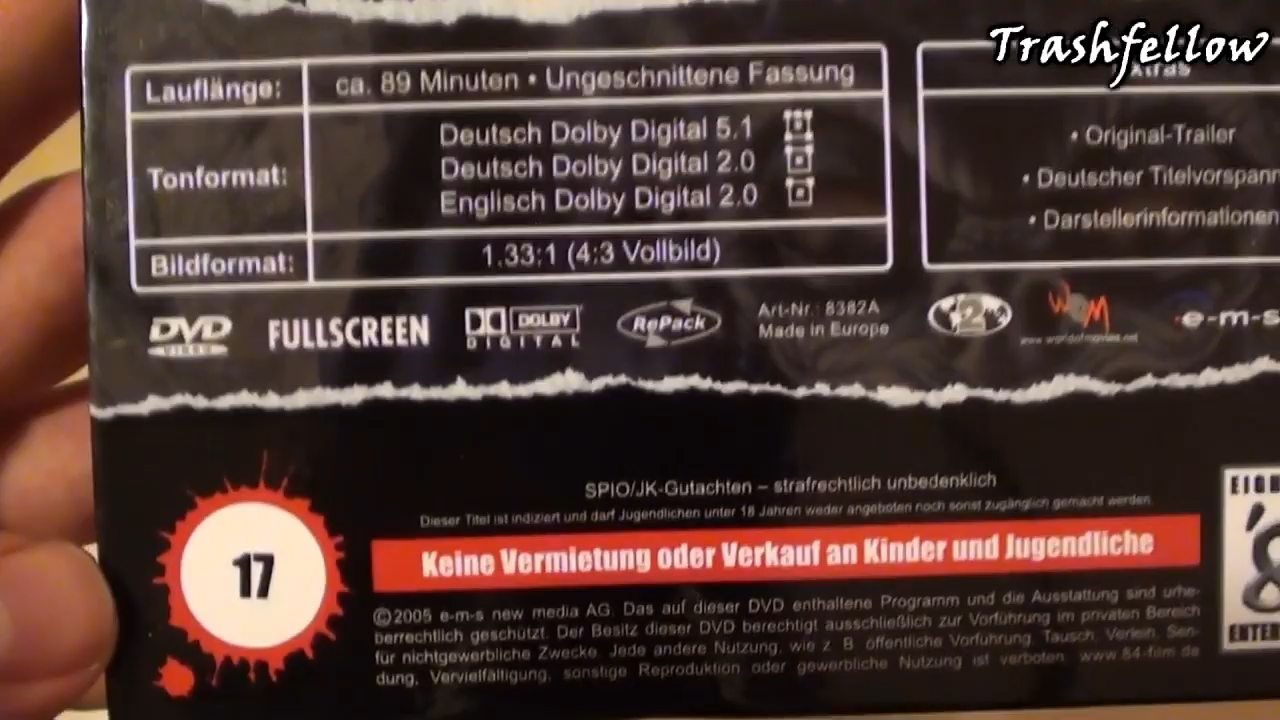 Trashfellow
Lauflänge:
ca. 89 Minuten • Ungeschnittene Fassung
Tonformat:
Deutsch Dolby Digital 5.1
Deutsch Dolby Digital 2.0
Englisch Dolby Digital 2.0
Bildformat:
1.33:1 (4:3 Vollbild)
• Original-Trailer
• Deutscher Titelvorspann
• Darstellerinformationen
DVD
VIDEO
FULLSCREEN
DOLBY
DIGITAL
RePack
Art-Nr.: 8382A
Made in Europe
2
WOM
www.worldofmovies.net
e-m-s
SPIO/JK-Gutachten – strafrechtlich unbedenklich
Dieser Titel ist indiziert und darf Jugendlichen unter 18 Jahren weder angeboten noch sonst zugänglich gemacht werden.
17
Keine Vermietung oder Verkauf an Kinder und Jugendliche
©2005 e-m-s new media AG. Das auf dieser DVD enthaltene Programm und die Ausstattung sind urhe-
berrechtlich geschützt. Der Besitz dieser DVD berechtigt ausschließlich zur Vorführung im privaten Bereich
für nichtgewerbliche Zwecke. Jede andere Nutzung, wie z. B. öffentliche Vorführung, Tausch, Verleih, Sen-
dung, Vervielfältigung, sonstige Reproduktion oder gewerbliche Nutzung ist verboten. www.84-film.de